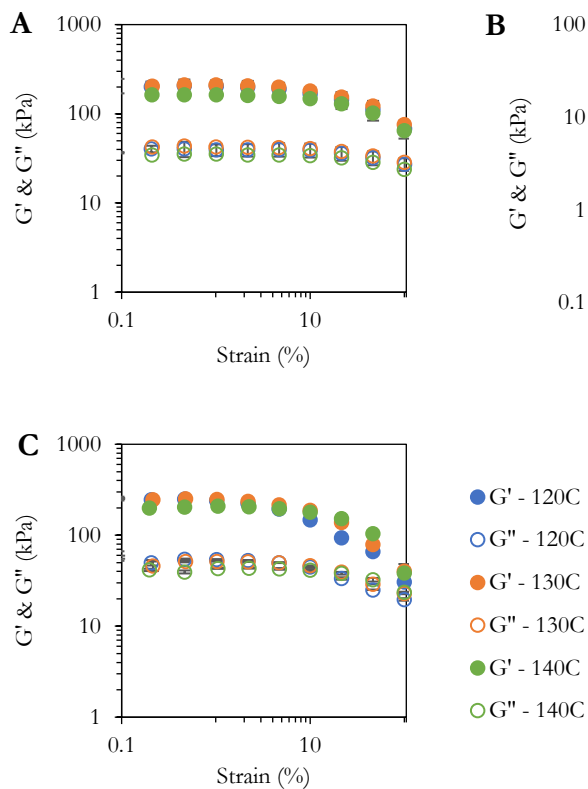 A
1000
100
10
1
G' & G" (kPa)
0.1
10
Strain (%)
B
100
10
1
0.1
G' & G" (kPa)
C
1000
100
10
1
G' & G" (kPa)
0.1
10
Strain (%)
G' - 120C
G" - 120C
G' - 130C
G" - 130C
G' - 140C
G" - 140C